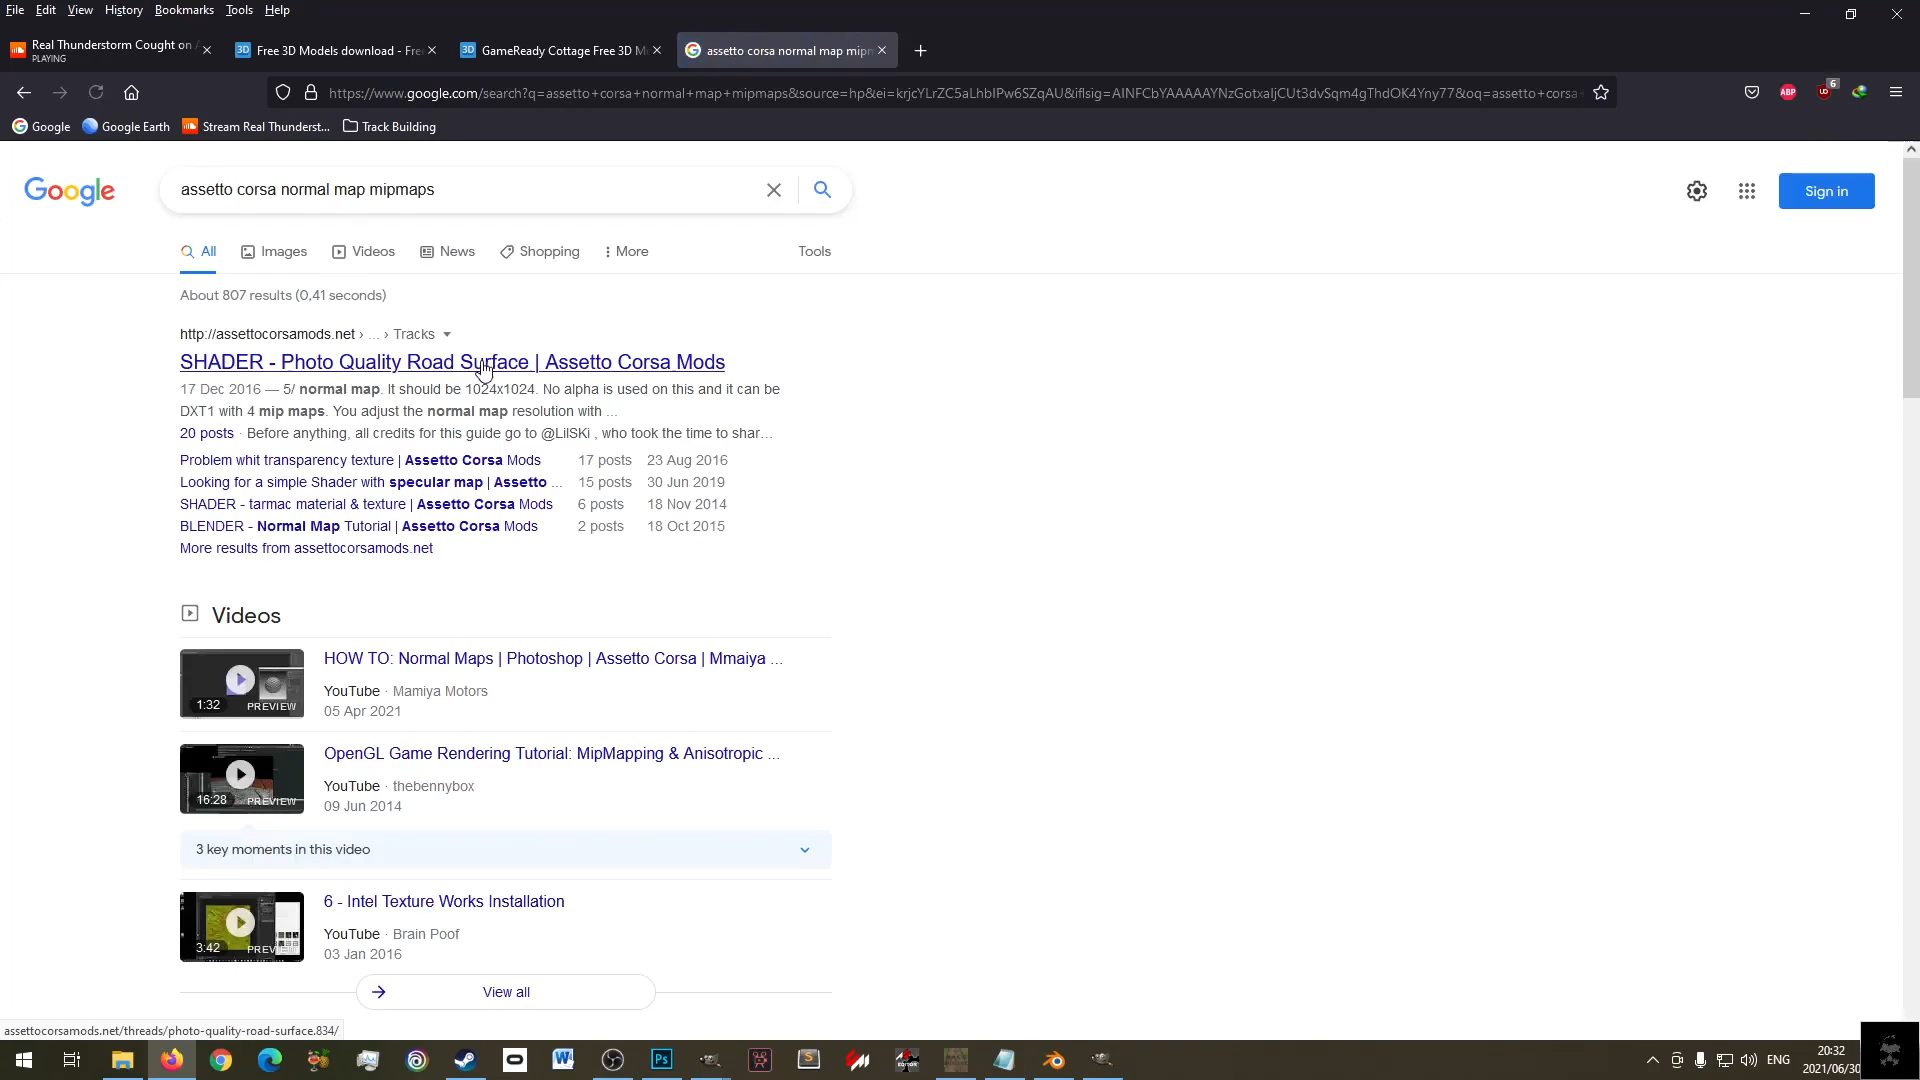 File Edit View History Bookmarks Tools Help
Real Thunderstorm Cought on
PLAYING
Free 3D Models download - Fre
GameReady Cottage Free 3D M
assetto corsa normal map mipm
https://www.google.com/search?q=assetto+corsa+normal+map+mipmaps&source=hp&ei=krjcYLrZC5aLhbIPw6SZqAU&iflsig=AINFCbYAAAAAYNzGotxaIjCUt3dvSqm4gThdOK4Yny77&oq=assetto+corsa
ABP
6
Google Google Earth Stream Real Thunderst... Track Building
Google
assetto corsa normal map mipmaps
Sign in
All Images Videos News Shopping More Tools
About 807 results (0,41 seconds)
http://assettocorsamods.net › ... › Tracks
SHADER - Photo Quality Road Surface | Assetto Corsa Mods
17 Dec 2016 — 5/ normal map. It should be 1024x1024. No alpha is used on this and it can be
DXT1 with 4 mip maps. You adjust the normal map resolution with ...
20 posts · Before anything, all credits for this guide go to @LilSKi , who took the time to shar...
Problem whit transparency texture | Assetto Corsa Mods 17 posts 23 Aug 2016
Looking for a simple Shader with specular map | Assetto ... 15 posts 30 Jun 2019
SHADER - tarmac material & texture | Assetto Corsa Mods 6 posts 18 Nov 2014
BLENDER - Normal Map Tutorial | Assetto Corsa Mods 2 posts 18 Oct 2015
More results from assettocorsamods.net
Videos
HOW TO: Normal Maps | Photoshop | Assetto Corsa | Mmaiya ...
YouTube · Mamiya Motors
05 Apr 2021
1:32 PREVIEW
OpenGL Game Rendering Tutorial: MipMapping & Anisotropic ...
YouTube · thebennybox
09 Jun 2014
16:28 PREVIEW
3 key moments in this video
6 - Intel Texture Works Installation
YouTube · Brain Poof
03 Jan 2016
3:42 PREVIEW
View all
assettocorsamods.net/threads/photo-quality-road-surface.834/
Ps
ENG
20:32
2021/06/30